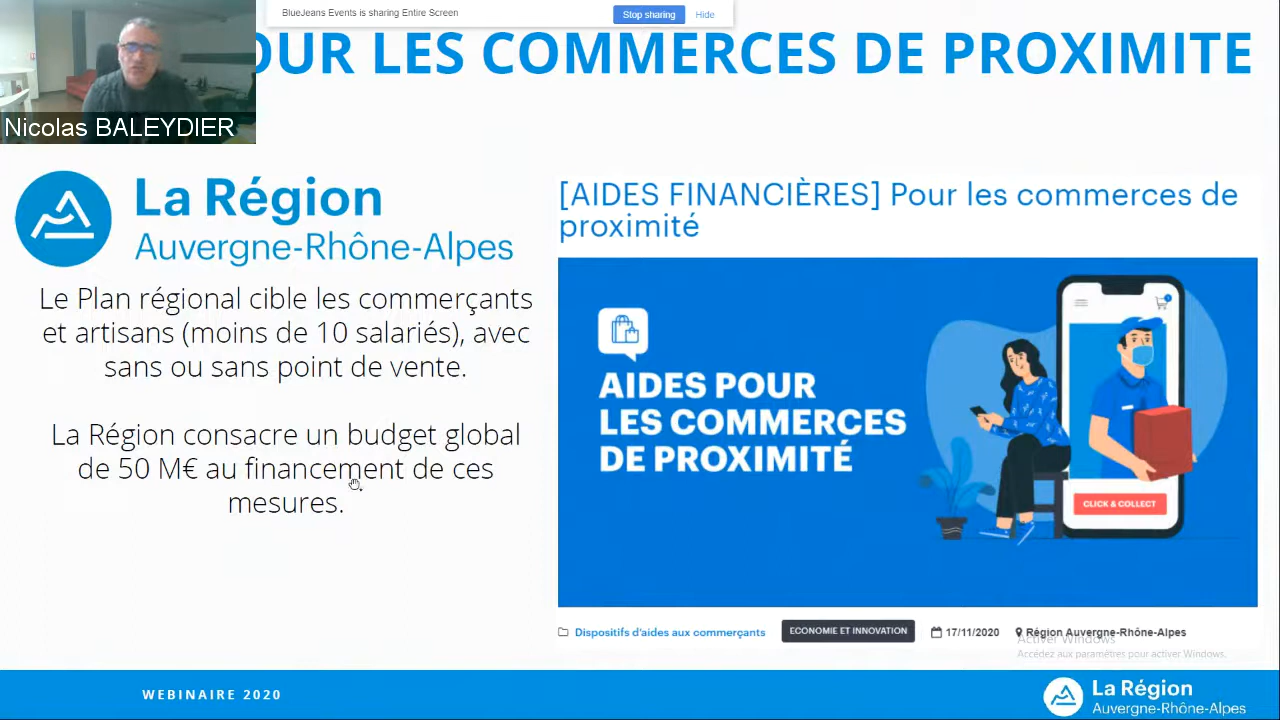 BlueJeans Events is sharing Entire Screen
Stop sharing
Hide
OUR LES COMMERCES DE PROXIMITE
Nicolas BALEYDIER
La Région
Auvergne-Rhône-Alpes
Le Plan régional cible les commerçants
et artisans (moins de 10 salariés), avec
sans ou sans point de vente.
La Région consacre un budget global
de 50 M€ au financement de ces
mesures.
[AIDES FINANCIÈRES] Pour les commerces de
proximité
AIDES POUR
LES COMMERCES
DE PROXIMITÉ
CLICK & COLLECT
Dispositifs d'aides aux commerçants
ECONOMIE ET INNOVATION
17/11/2020
Région Auvergne-Rhône-Alpes
Activer Windows
Accédez aux paramètres pour activer Windows.
WEBINAIRE 2020
La Région
Auvergne-Rhône-Alpes